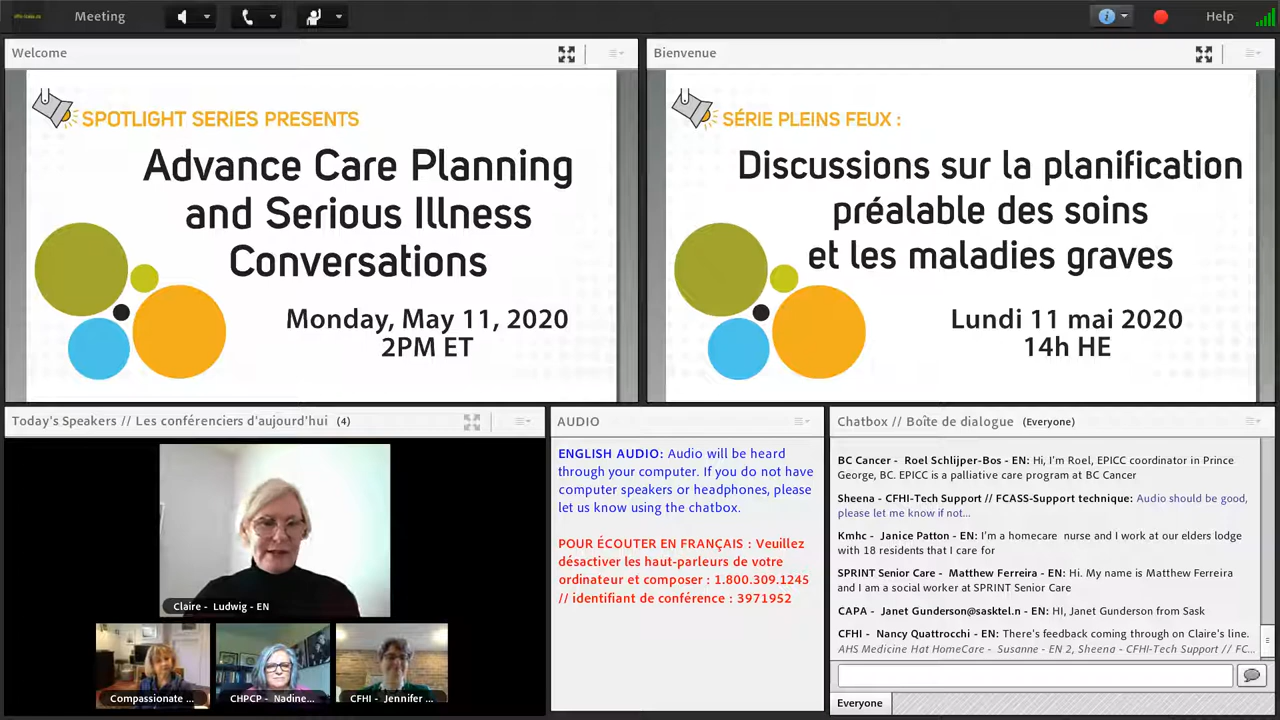 Meeting
Help
Welcome
SPOTLIGHT SERIES PRESENTS
Advance Care Planning
and Serious Illness
Conversations
Monday, May 11, 2020
2PM ET
Bienvenue
SÉRIE PLEINS FEUX :
Discussions sur la planification
préalable des soins
et les maladies graves
Lundi 11 mai 2020
14h HE
Today's Speakers // Les conférenciers d'aujourd'hui (4)
Claire - Ludwig - EN
Compassionate ...
CHPCP - Nadine...
CFHI - Jennifer ...
AUDIO
ENGLISH AUDIO: Audio will be heard
through your computer. If you do not have
computer speakers or headphones, please
let us know using the chatbox.
POUR ÉCOUTER EN FRANÇAIS : Veuillez
désactiver les haut-parleurs de votre
ordinateur et composer : 1.800.309.1245
// identifiant de conférence : 3971952
Chatbox // Boîte de dialogue (Everyone)
BC Cancer - Roel Schlijper-Bos - EN: Hi, I'm Roel, EPICC coordinator in Prince
George, BC. EPICC is a palliative care program at BC Cancer
Sheena - CFHI-Tech Support // FCASS-Support technique: Audio should be good,
please let me know if not...
Kmhc - Janice Patton - EN: I'm a homecare nurse and I work at our elders lodge
with 18 residents that I care for
SPRINT Senior Care - Matthew Ferreira - EN: Hi. My name is Matthew Ferreira
and I am a social worker at SPRINT Senior Care
CAPA - Janet Gunderson@sasktel.n - EN: HI, Janet Gunderson from Sask
CFHI - Nancy Quattrocchi - EN: There's feedback coming through on Claire's line.
AHS Medicine Hat HomeCare - Susanne - EN 2, Sheena - CFHI-Tech Support // FC...
Everyone